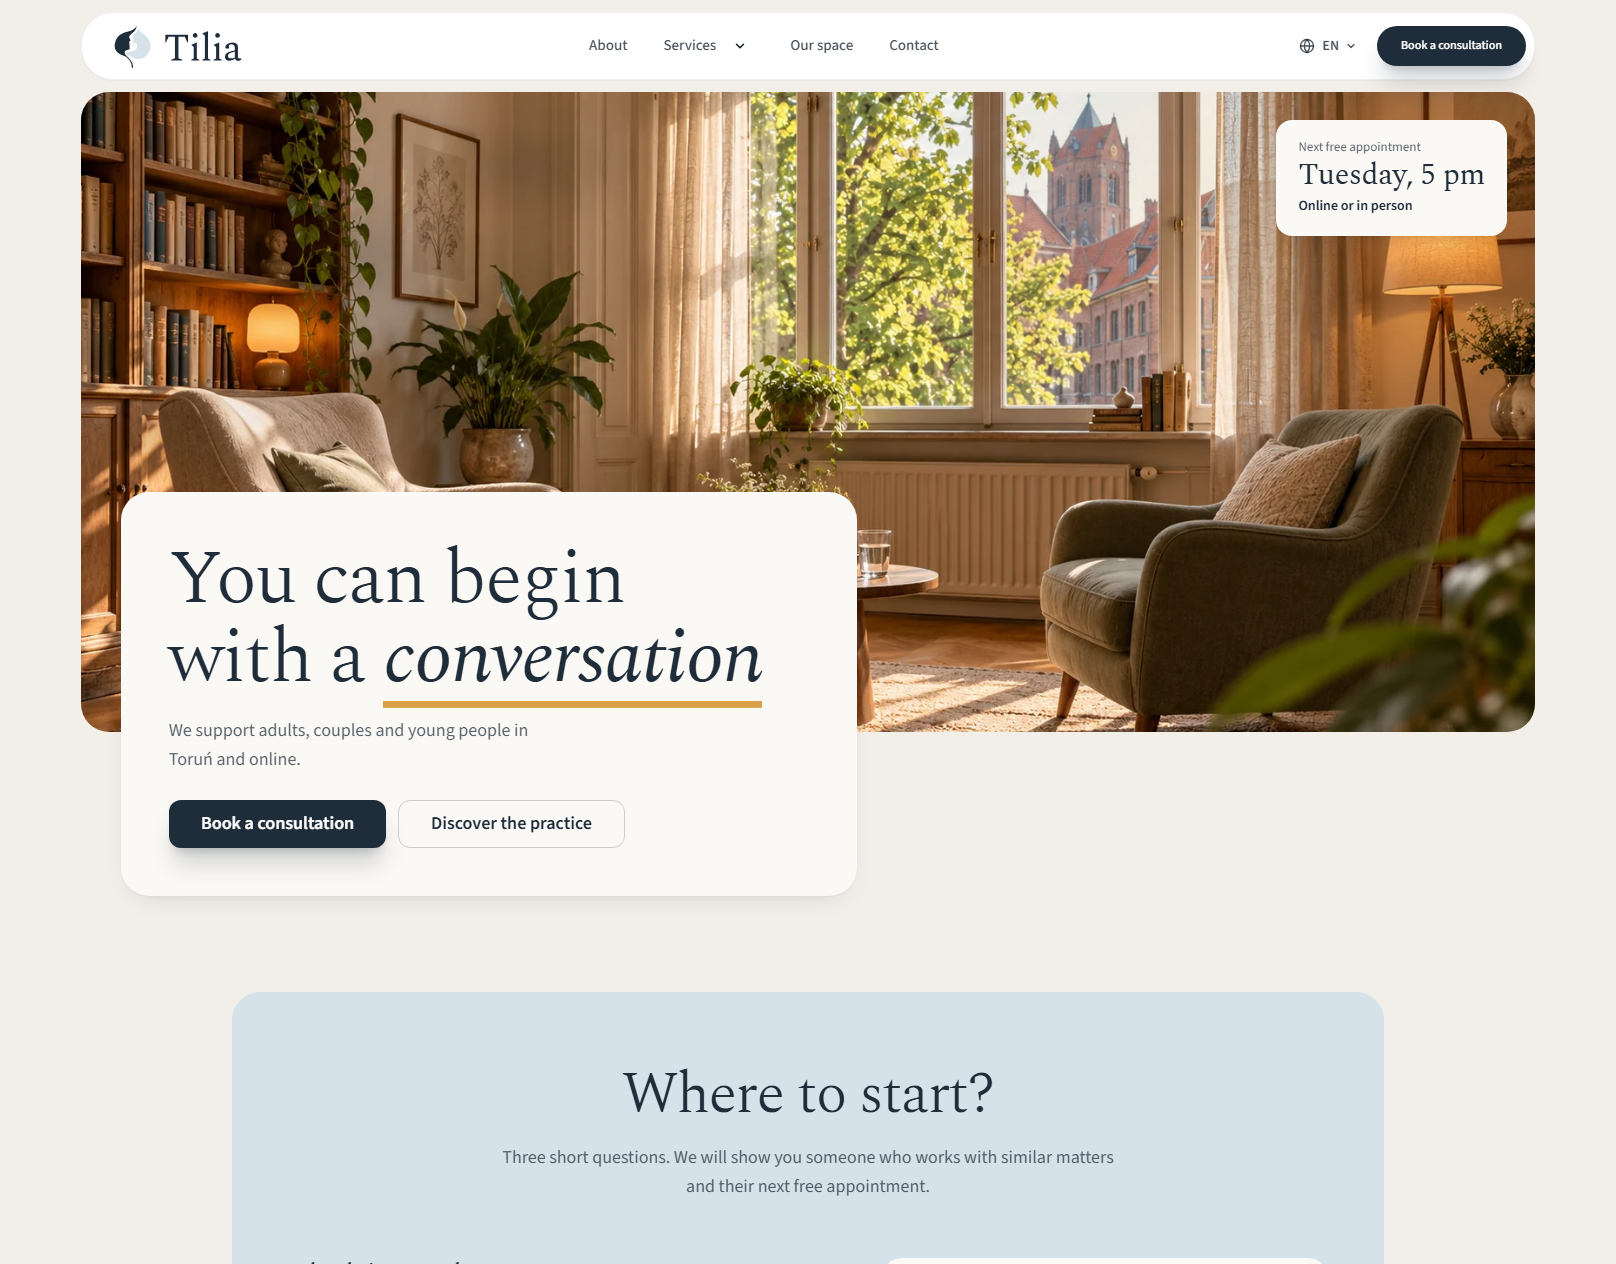 Tilia
About
Services
Our space
Contact
EN
Book a consultation
Next free appointment
Tuesday, 5 pm
Online or in person
You can begin
with a conversation
We support adults, couples and young people in
Toruń and online.
Book a consultation
Discover the practice
Where to start?
Three short questions. We will show you someone who works with similar matters
and their next free appointment.